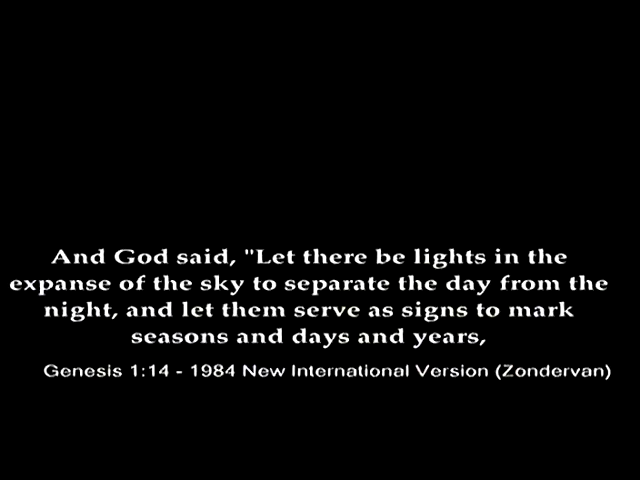 And God said, "Let there be lights in the
expanse of the sky to separate the day from the
night, and let them serve as signs to mark
seasons and days and years,
Genesis 1:14 - 1984 New International Version (Zondervan)